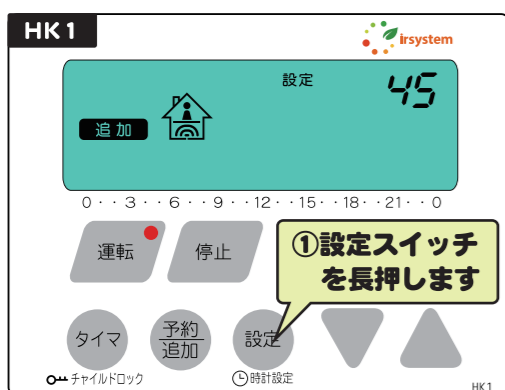 HK1
irsystem
設定
45
追加
0・・3・・6・・9・・12・・15・・18・・21・・0
運転
停止
①設定スイッチ
を長押しします
タイマ
予約
追加
設定
チャイルドロック
時計設定
HK1